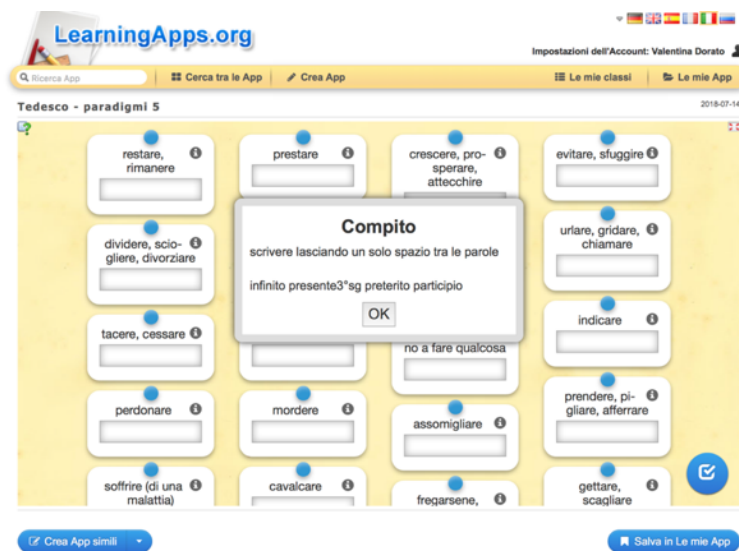 LearningApps.org
Impostazioni dell'Account: Valentina Dorato
Ricerca App
Cerca tra le App
Crea App
Le mie classi
Le mie App
Tedesco - paradigmi 5
2018-07-14
restare,
rimanere
prestare
crescere, pro-
sperare,
attecchire
evitare, sfuggire
dividere, scio-
gliere, divorziare
urlare, gridare,
chiamare
Compito
scrivere lasciando un solo spazio tra le parole
infinito presente3°sg preterito participio
OK
tacere, cessare
no a fare qualcosa
indicare
perdonare
mordere
assomigliare
prendere, pi-
gliare, afferrare
soffrire (di una
malattia)
cavalcare
fregarsene,
gettare,
scagliare
Crea App simili
Salva in Le mie App